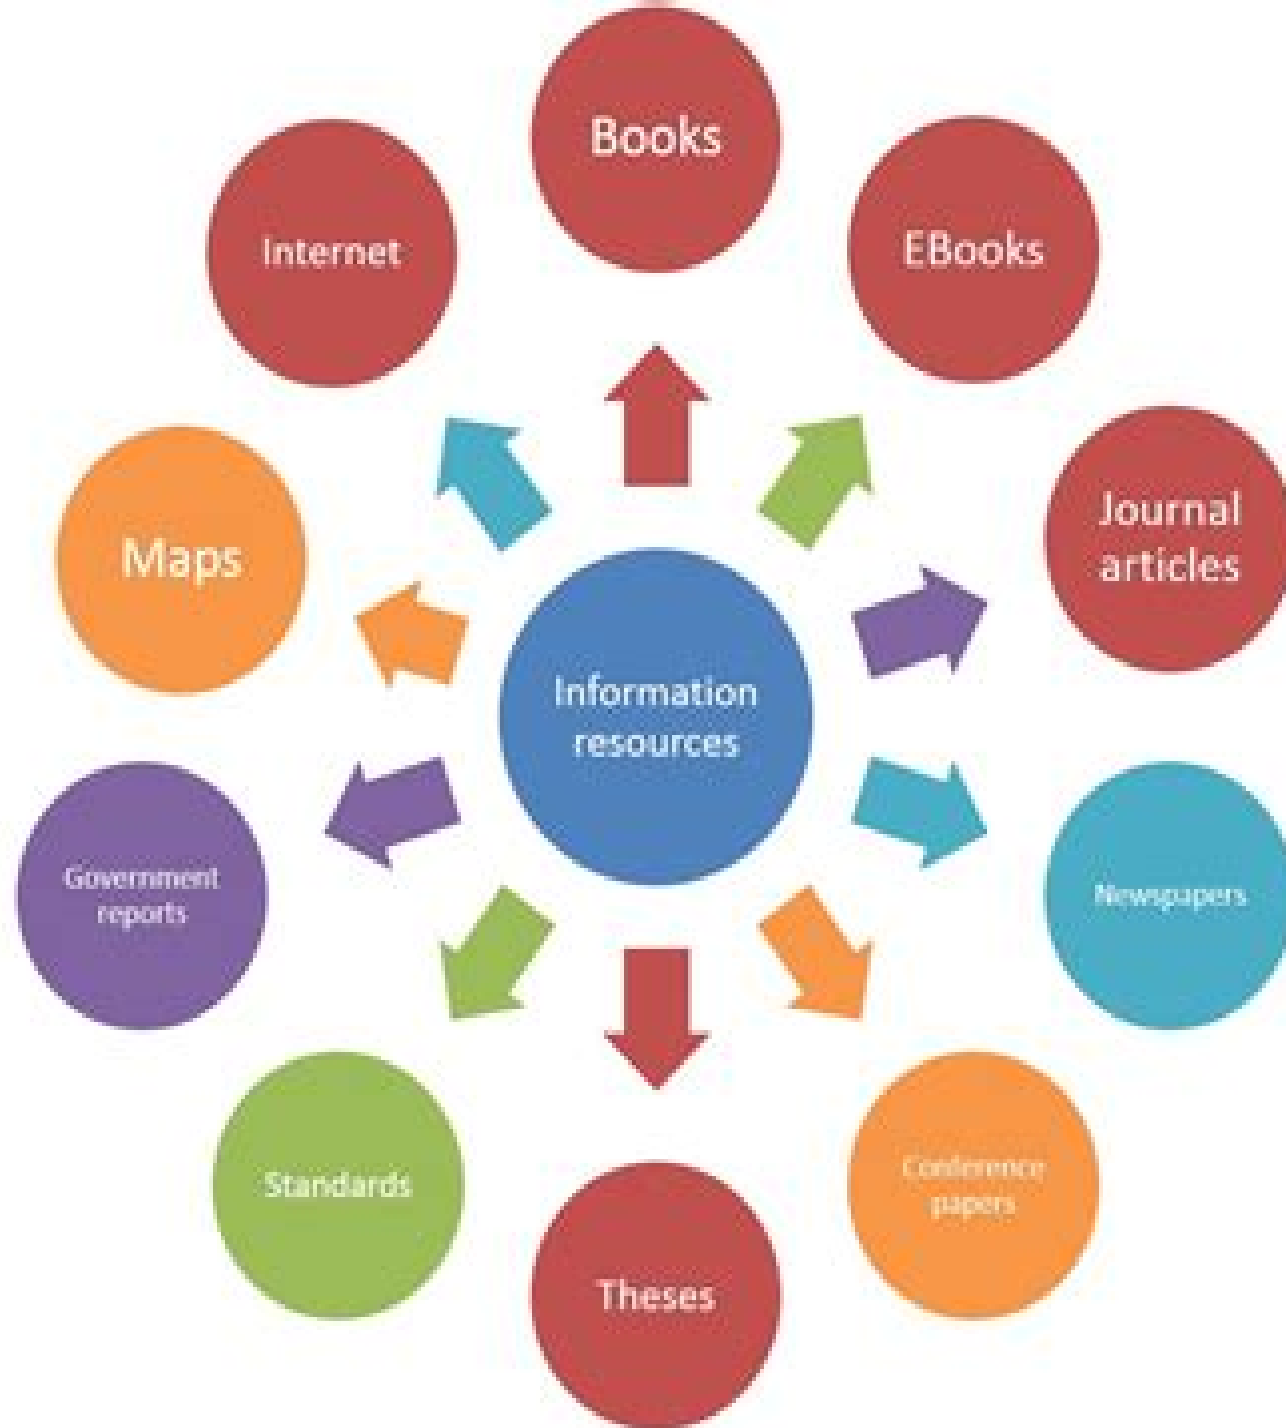 Books
Internet
EBooks
Journal
articles
Maps
Information
resources
Government
reports
Newspapers
Standards
Conference
papers
Theses